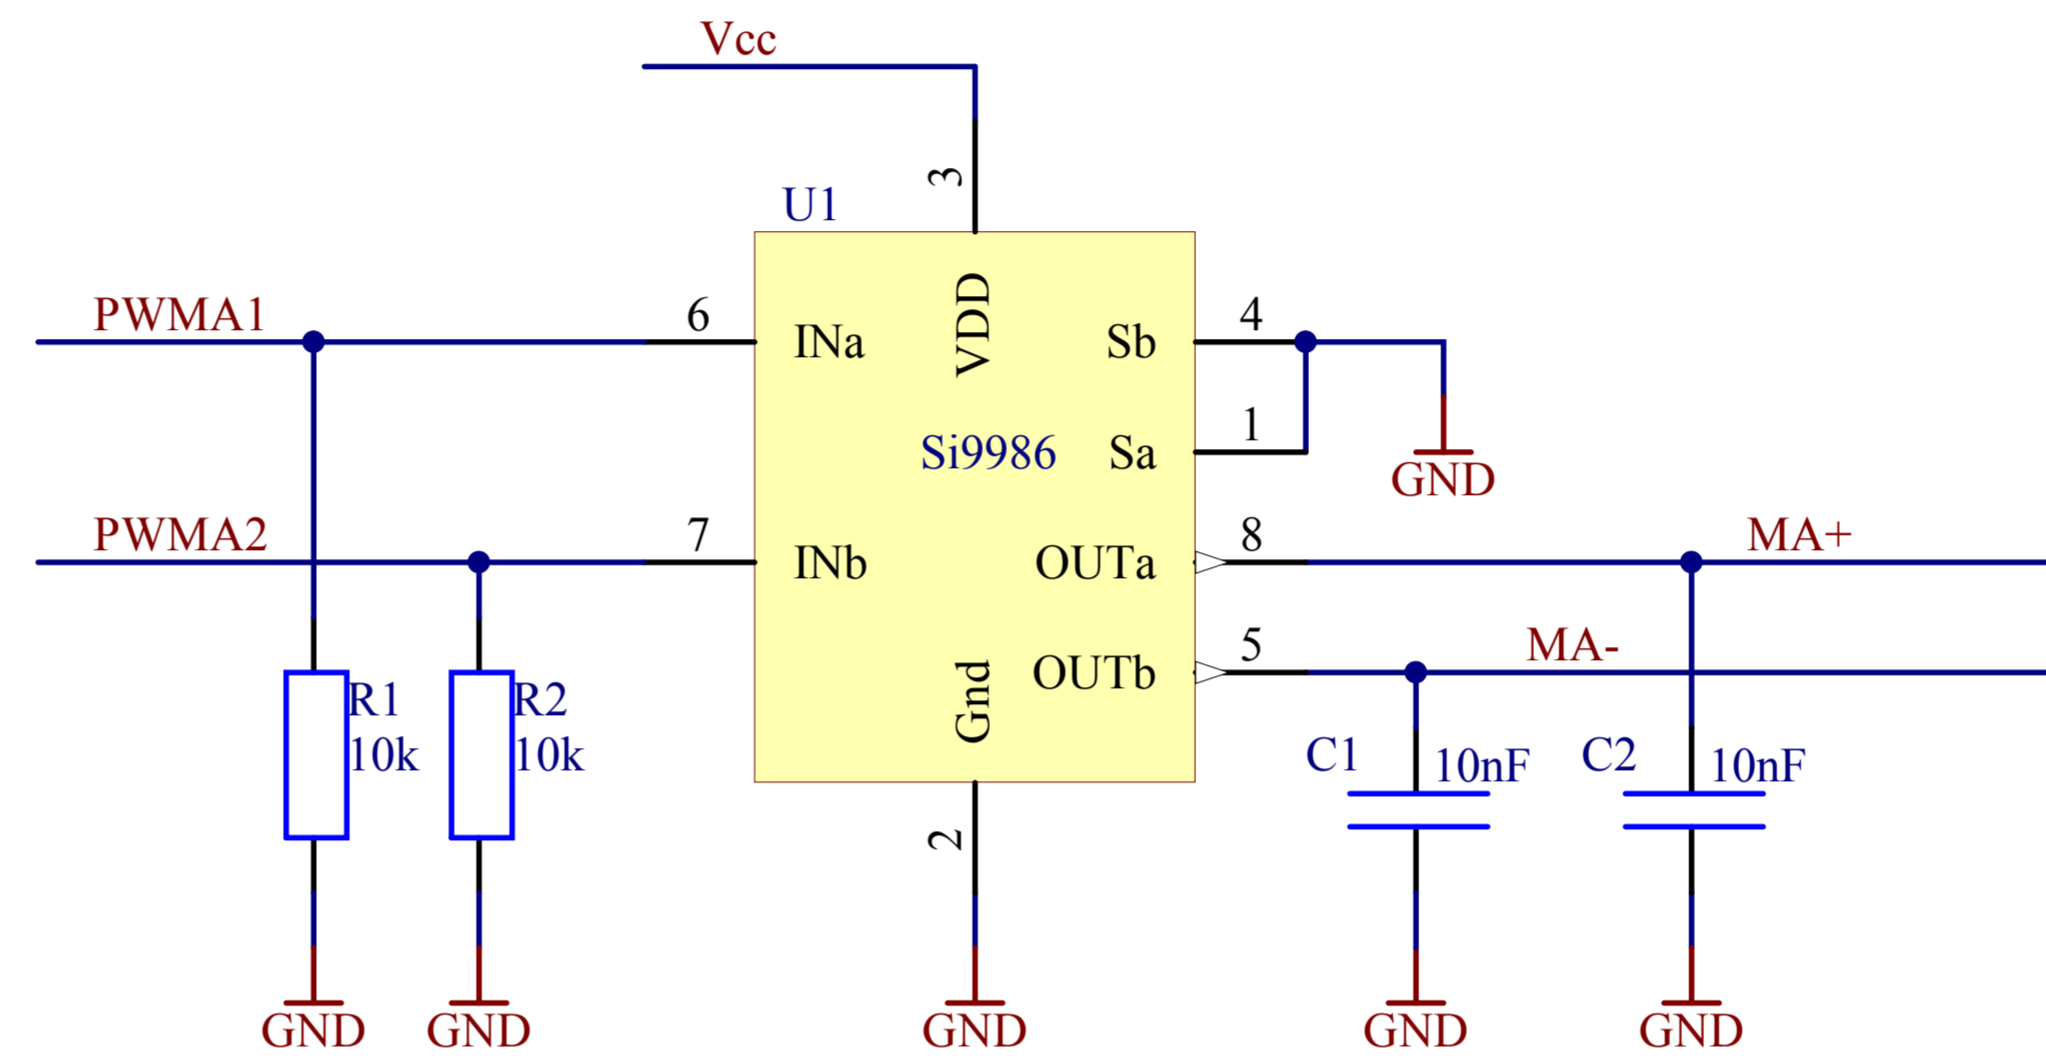 Vcc
3
U1
PWMA1
6
INa
VDD
Sb
4
Si9986
Sa
1
GND
PWMA2
7
INb
OUTa
8
MA+
OUTb
5
MA-
Gnd
R1
10k
R2
10k
C1
10nF
C2
10nF
2
GND
GND
GND
GND
GND